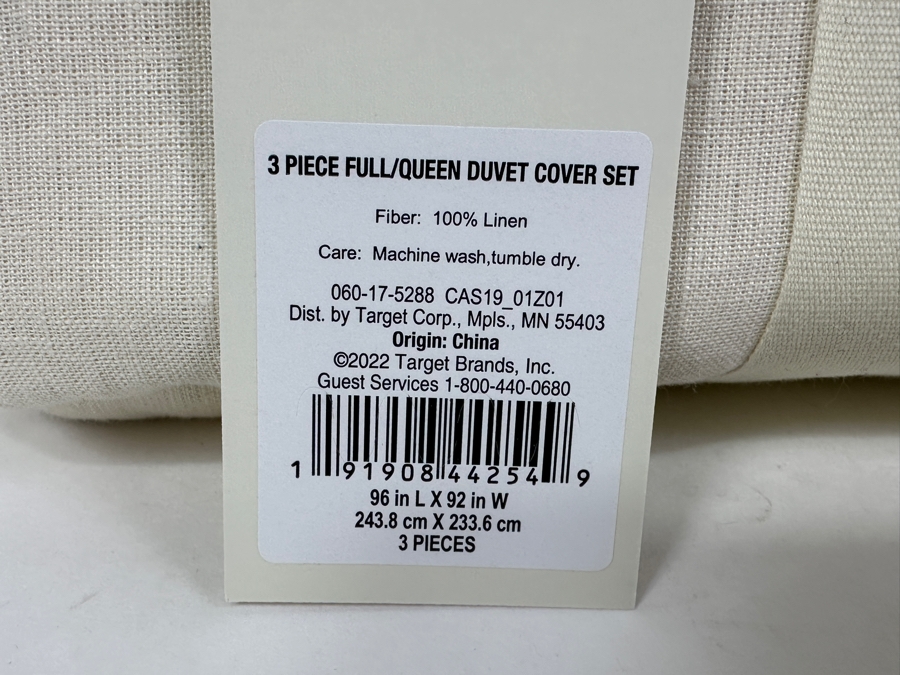 3 PIECE FULL/QUEEN DUVET COVER SET
Fiber: 100% Linen
Care: Machine wash,tumble dry.
060-17-5288 CAS19_01Z01
Dist. by Target Corp., Mpls., MN 55403
Origin: China
©2022 Target Brands, Inc.
Guest Services 1-800-440-0680
1 91908 44254 9
96 in L X 92 in W
243.8 cm X 233.6 cm
3 PIECES